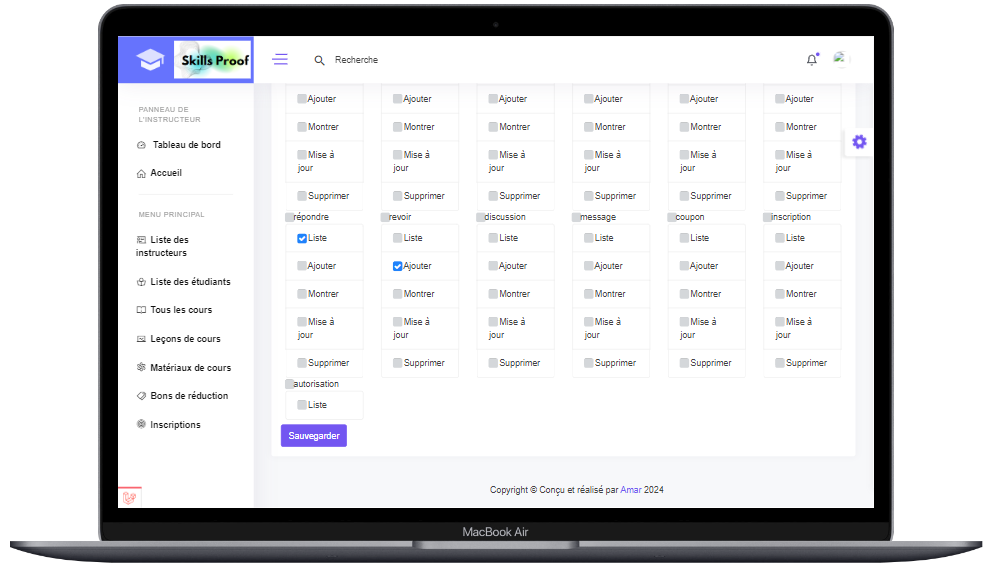 Skills Proof
Recherche
PANNEAU DE
L'INSTRUCTEUR
Tableau de bord
Accueil
MENU PRINCIPAL
Liste des
instructeurs
Liste des étudiants
Tous les cours
Leçons de cours
Matériaux de cours
Bons de réduction
Inscriptions
Ajouter Ajouter Ajouter Ajouter Ajouter Ajouter
Montrer Montrer Montrer Montrer Montrer Montrer
Mise à Mise à Mise à Mise à Mise à Mise à
jour jour jour jour jour jour
Supprimer Supprimer Supprimer Supprimer Supprimer Supprimer
répondre revoir discussion message coupon inscription
Liste Liste Liste Liste Liste Liste
Ajouter Ajouter Ajouter Ajouter Ajouter Ajouter
Montrer Montrer Montrer Montrer Montrer Montrer
Mise à Mise à Mise à Mise à Mise à Mise à
jour jour jour jour jour jour
Supprimer Supprimer Supprimer Supprimer Supprimer Supprimer
autorisation
Liste
Sauvegarder
Copyright © Conçu et réalisé par Amar 2024
MacBook Air